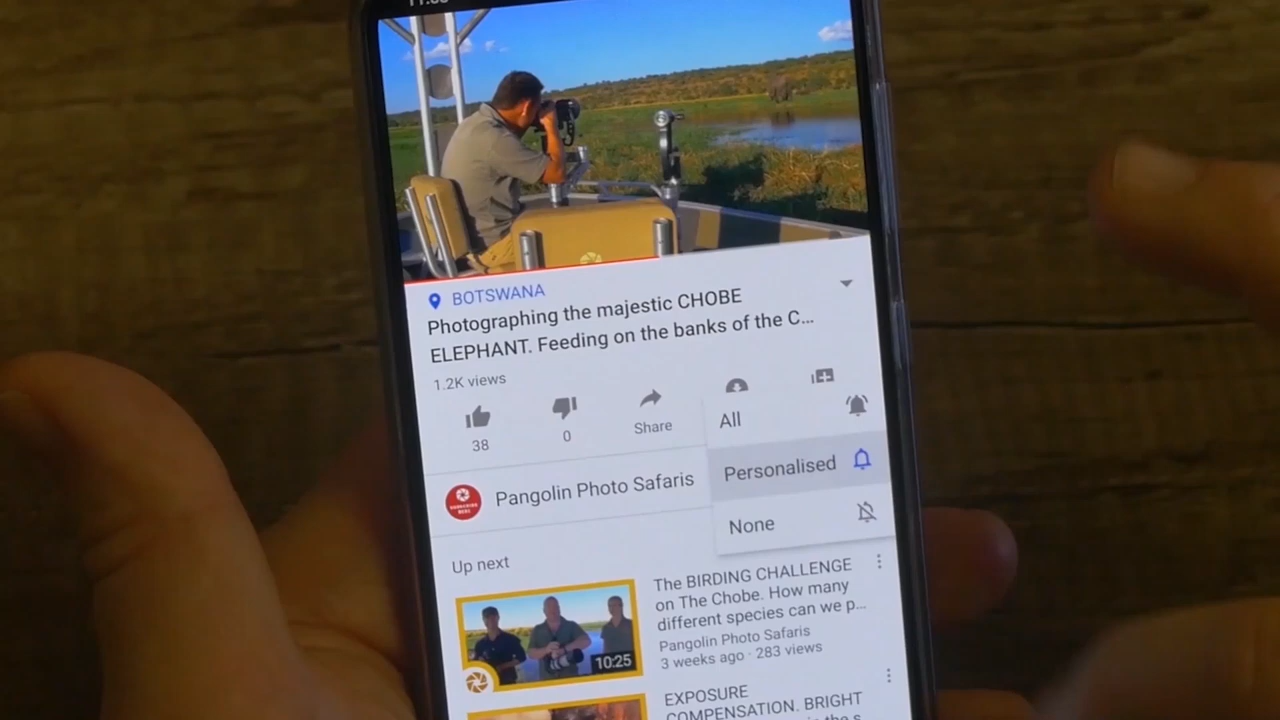 BOTSWANA
Photographing the majestic CHOBE
ELEPHANT. Feeding on the banks of the C...
1.2K views
38
0
Share
All
Personalised
None
Pangolin Photo Safaris
Up next
10:25
The BIRDING CHALLENGE
on The Chobe. How many
different species can we p...
Pangolin Photo Safaris
3 weeks ago · 283 views
EXPOSURE
COMPENSATION. BRIGHT